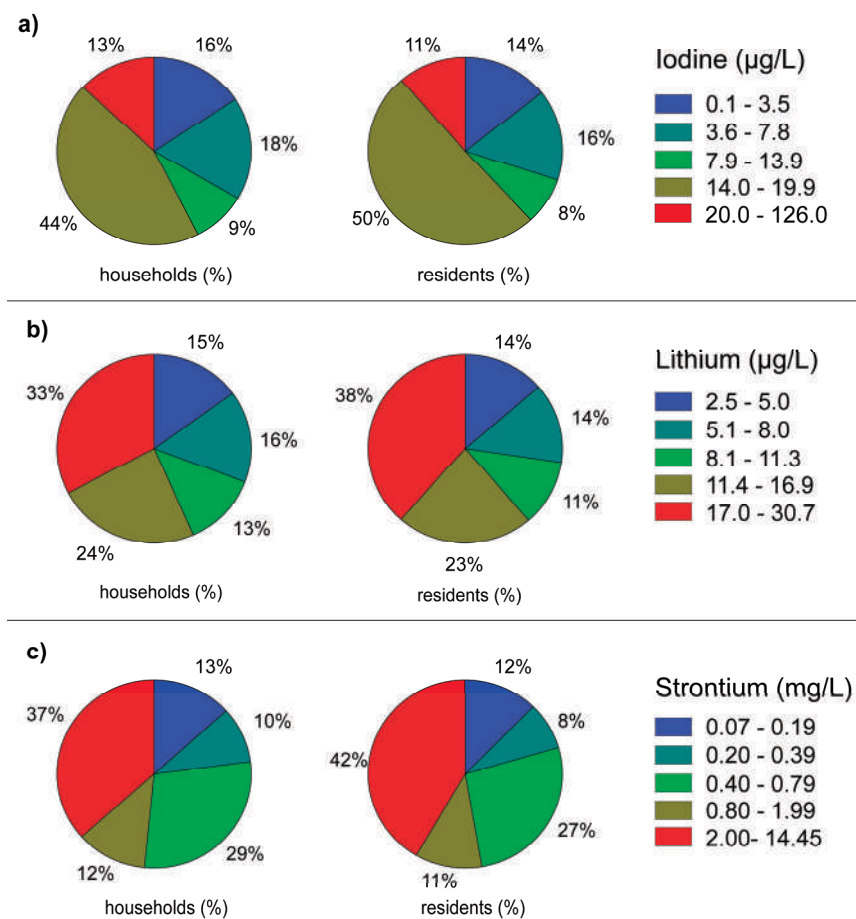 a)
13%
16%
18%
9%
44%
households (%)
11%
14%
16%
8%
50%
residents (%)
Iodine (µg/L)
0.1 - 3.5
3.6 - 7.8
7.9 - 13.9
14.0 - 19.9
20.0 - 126.0
b)
15%
33%
16%
13%
24%
households (%)
14%
38%
14%
11%
23%
residents (%)
Lithium (µg/L)
2.5 - 5.0
5.1 - 8.0
8.1 - 11.3
11.4 - 16.9
17.0 - 30.7
c)
13%
37%
10%
29%
12%
households (%)
12%
8%
42%
27%
11%
residents (%)
Strontium (mg/L)
0.07 - 0.19
0.20 - 0.39
0.40 - 0.79
0.80 - 1.99
2.00- 14.45